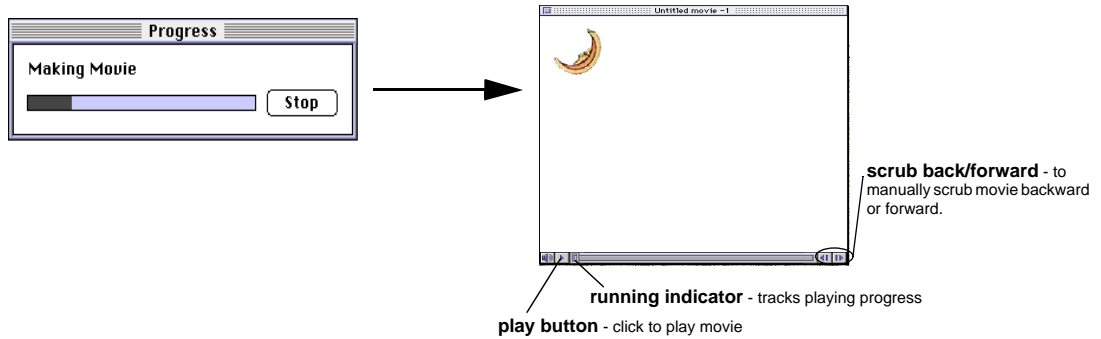 Progress
Making Movie
Stop
Untitled movie -1
scrub back/forward - to
manually scrub movie backward
or forward.
running indicator - tracks playing progress
play button - click to play movie